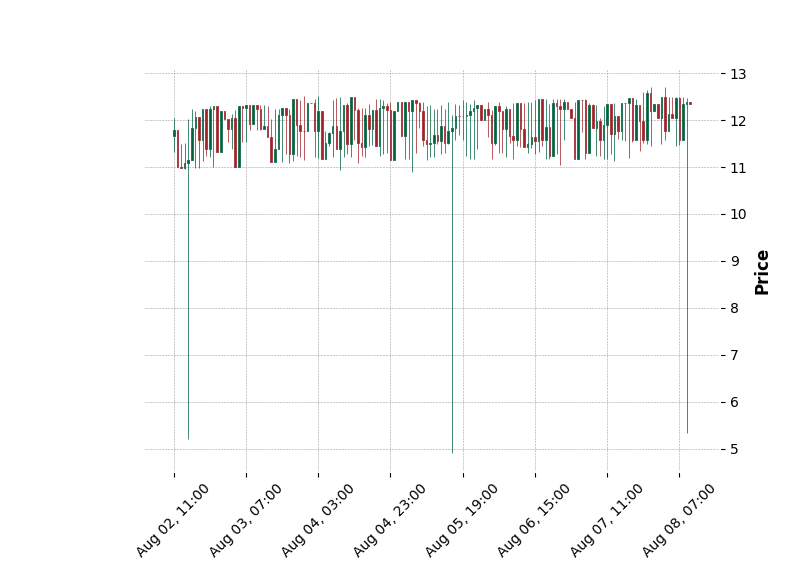 13
12
11
10
9
8
7
6
5
Price
Aug 02, 11:00
Aug 03, 07:00
Aug 04, 03:00
Aug 04, 23:00
Aug 05, 19:00
Aug 06, 15:00
Aug 07, 11:00
Aug 08, 07:00